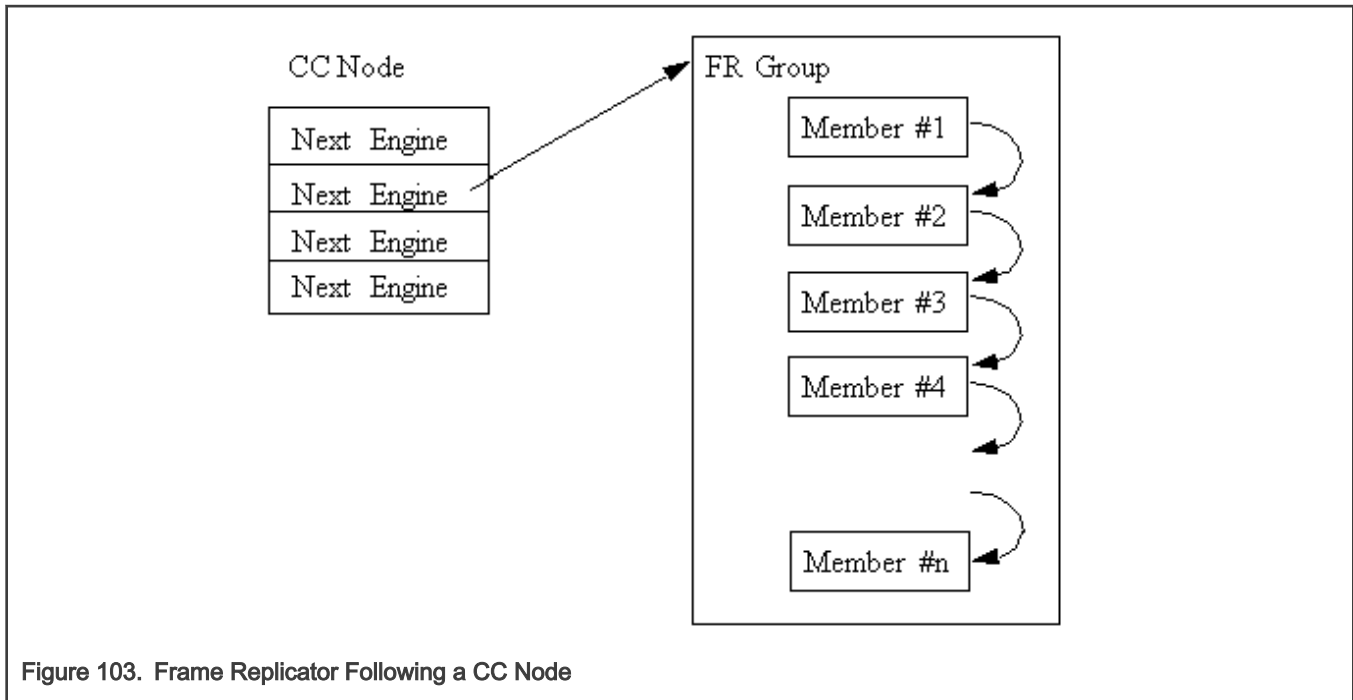 CC Node
Next Engine
Next Engine
Next Engine
Next Engine
FR Group
Member #1
Member #2
Member #3
Member #4
Member #n
Figure 103. Frame Replicator Following a CC Node